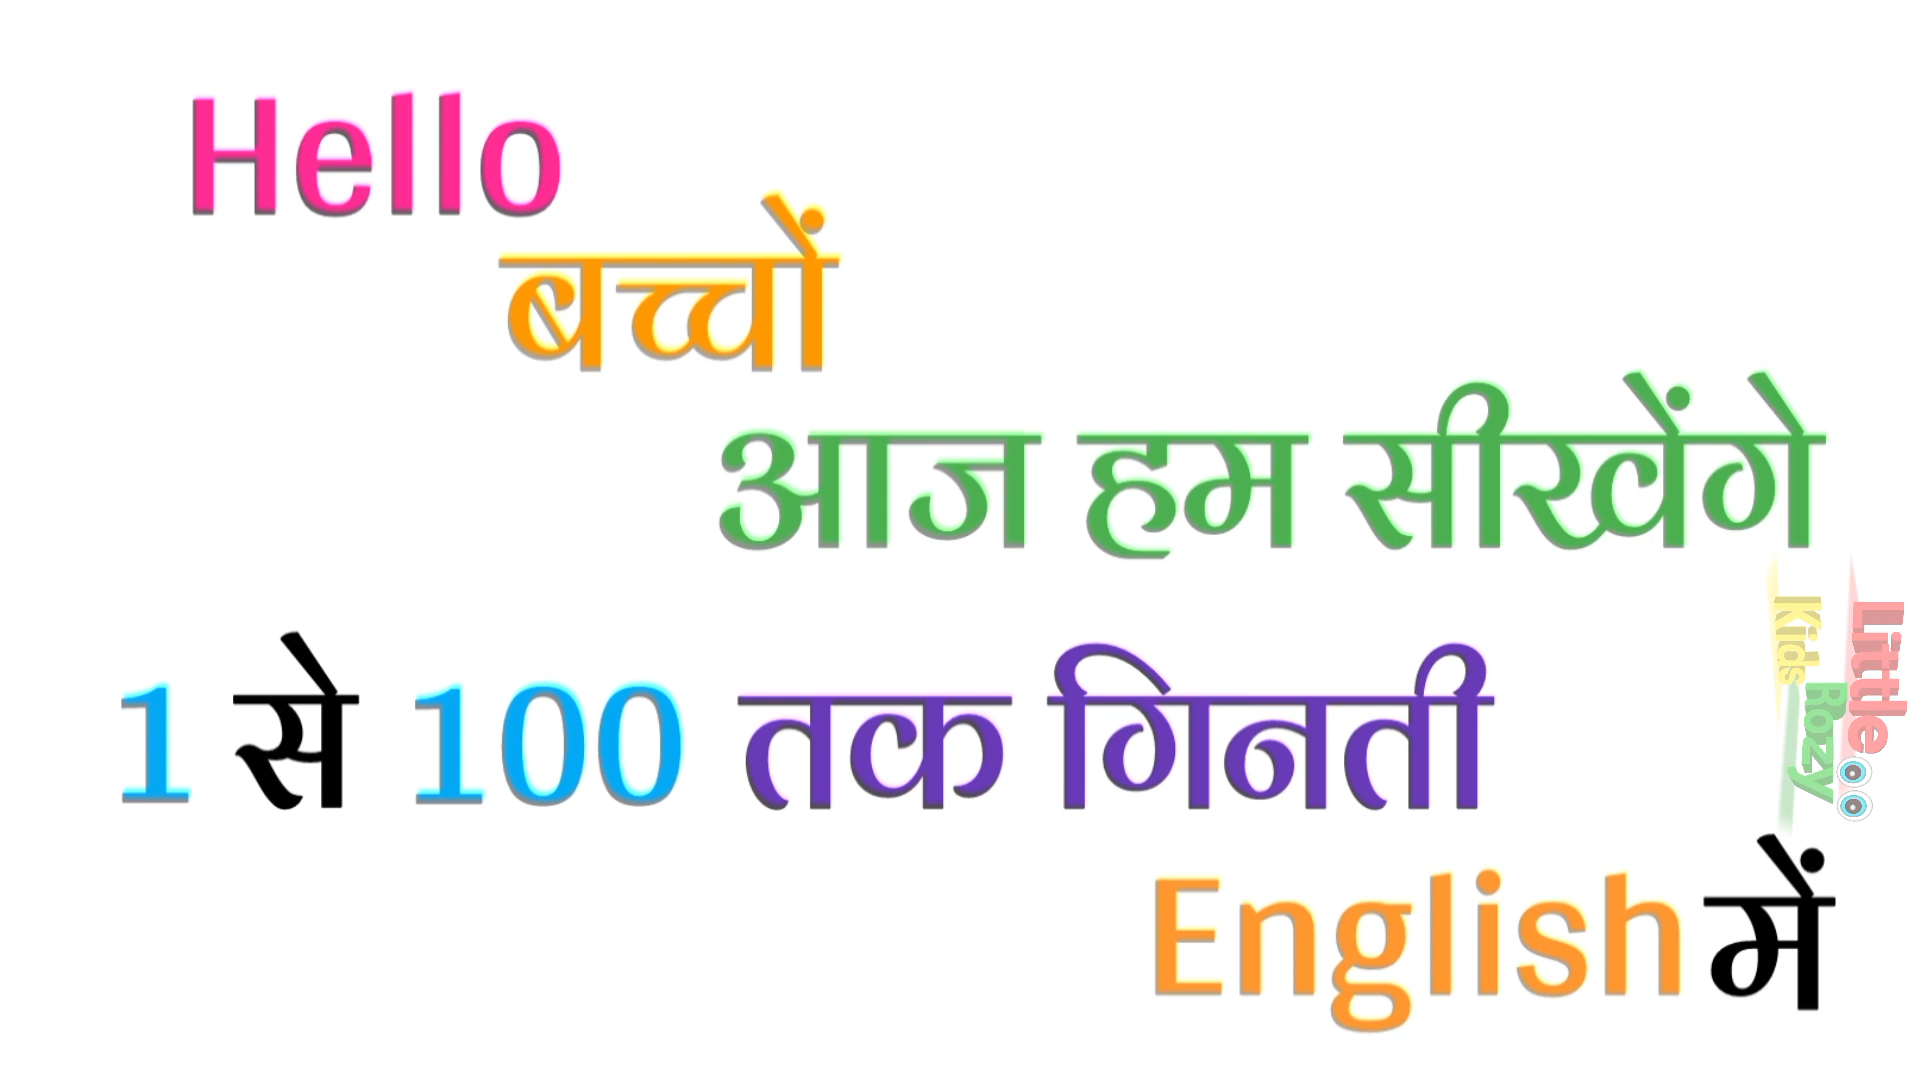 Hello
बच्चों
आज हम सीखेंगे
1 से 100 तक गिनती
English में
Little
Rozy
Kids